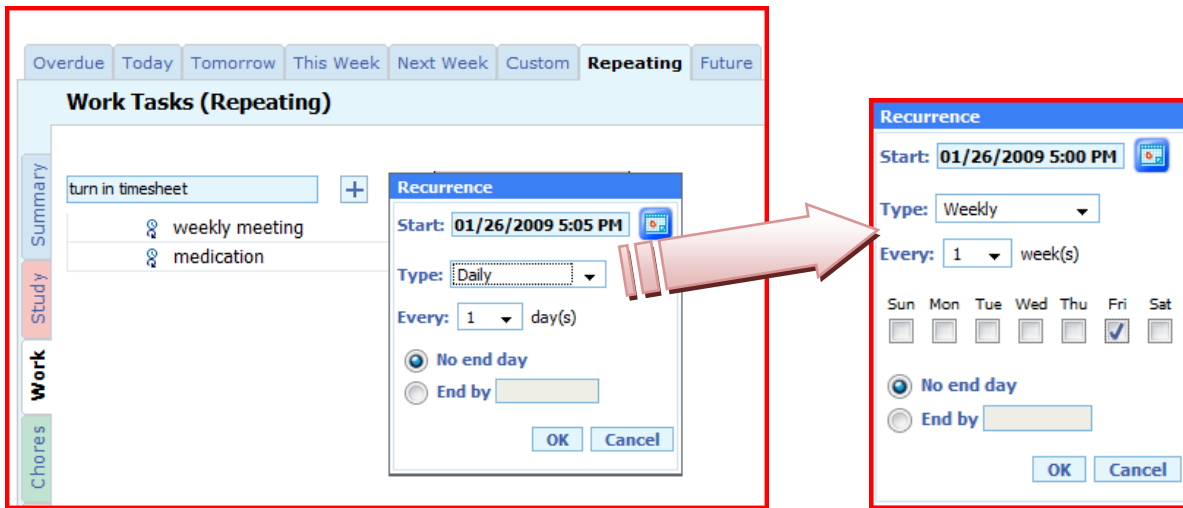 Overdue Today Tomorrow This Week Next Week Custom Repeating Future
Work Tasks (Repeating)
Summary
Study
Work
Chores
turn in timesheet +
weekly meeting
medication
Recurrence
Start: 01/26/2009 5:05 PM
Type: Daily
Every: 1 day(s)
No end day
End by
OK Cancel
Recurrence
Start: 01/26/2009 5:00 PM
Type: Weekly
Every: 1 week(s)
Sun Mon Tue Wed Thu Fri Sat
No end day
End by
OK Cancel